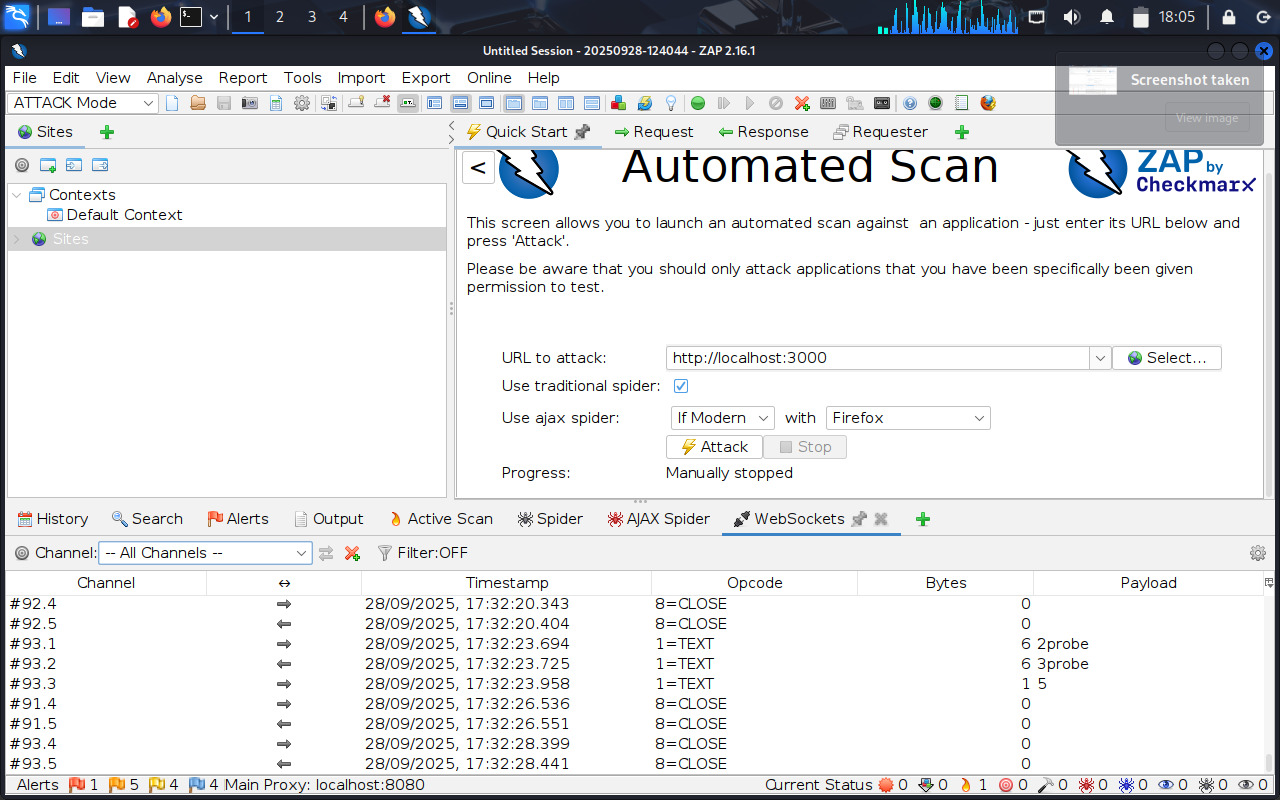 1 2 3 4 18:05
Untitled Session - 20250928-124044 - ZAP 2.16.1
File Edit View Analyse Report Tools Import Export Online Help
Screenshot taken
View image
ATTACK Mode
Sites
Quick Start Request Response Requester
< Automated Scan ZAP by Checkmarx
Contexts
Default Context
Sites
This screen allows you to launch an automated scan against  an application - just enter its URL below and
press 'Attack'.
Please be aware that you should only attack applications that you have been specifically been given
permission to test.
URL to attack: http://localhost:3000 Select...
Use traditional spider:
Use ajax spider: If Modern with Firefox
Attack Stop
Progress: Manually stopped
History Search Alerts Output Active Scan Spider AJAX Spider WebSockets
Channel: -- All Channels -- Filter:OFF
Channel ↔ Timestamp Opcode Bytes Payload
#92.4 → 28/09/2025, 17:32:20.343 8=CLOSE 0
#92.5 ← 28/09/2025, 17:32:20.404 8=CLOSE 0
#93.1 → 28/09/2025, 17:32:23.694 1=TEXT 6 2probe
#93.2 ← 28/09/2025, 17:32:23.725 1=TEXT 6 3probe
#93.3 → 28/09/2025, 17:32:23.958 1=TEXT 1 5
#91.4 → 28/09/2025, 17:32:26.536 8=CLOSE 0
#91.5 ← 28/09/2025, 17:32:26.551 8=CLOSE 0
#93.4 → 28/09/2025, 17:32:28.399 8=CLOSE 0
#93.5 ← 28/09/2025, 17:32:28.441 8=CLOSE 0
Alerts 1 5 4 4 Main Proxy: localhost:8080 Current Status 0 0 1 0 0 0 0 0 0 0